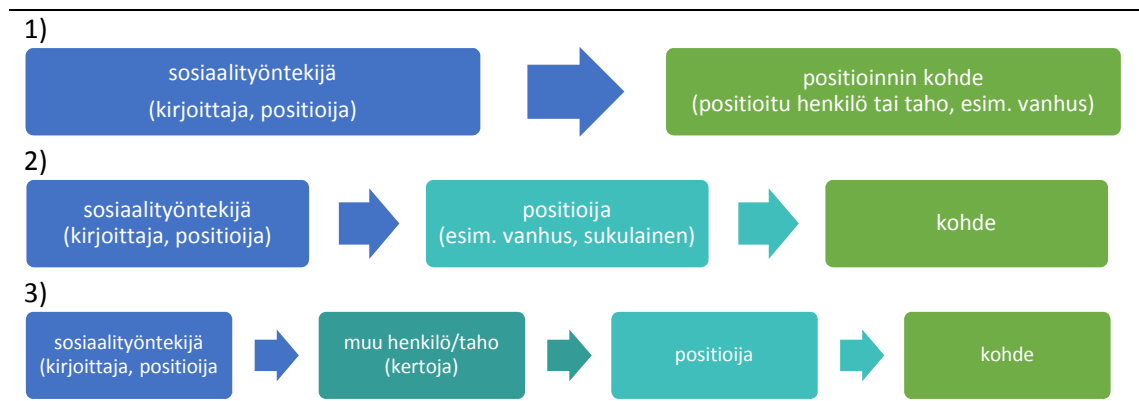 1)
sosiaalityöntekijä
(kirjoittaja, positioija)
positioinnin kohde
(positioitu henkilö tai taho, esim. vanhus)
2)
sosiaalityöntekijä
(kirjoittaja, positioija)
positioija
(esim. vanhus, sukulainen)
kohde
3)
sosiaalityöntekijä
(kirjoittaja, positioija
muu henkilö/taho
(kertoja)
positioija
kohde